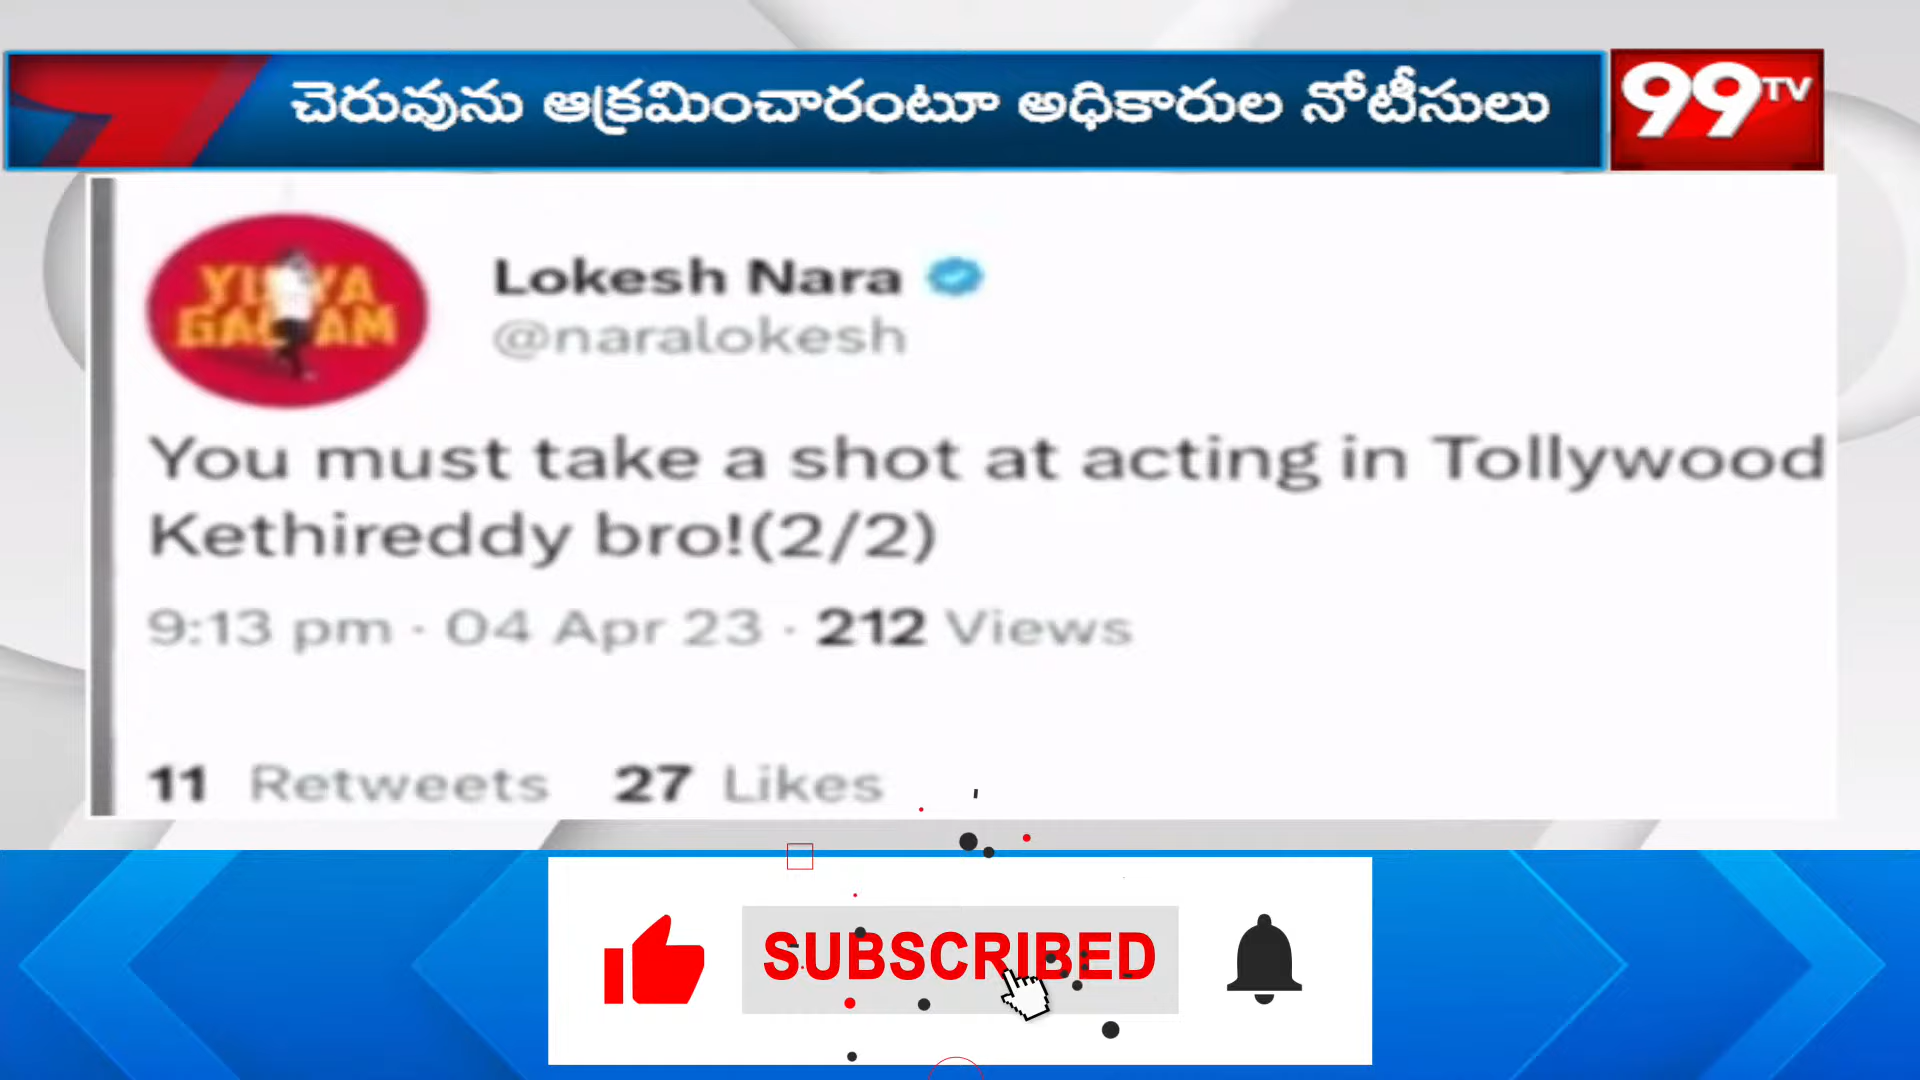 చెరువును ఆక్రమించారంటూ అధికారుల నోటీసులు
99TV
Lokesh Nara
@naralokesh
You must take a shot at acting in Tollywood
Kethireddy bro!(2/2)
9:13 pm · 04 Apr 23 · 212 Views
11 Retweets 27 Likes
SUBSCRIBED